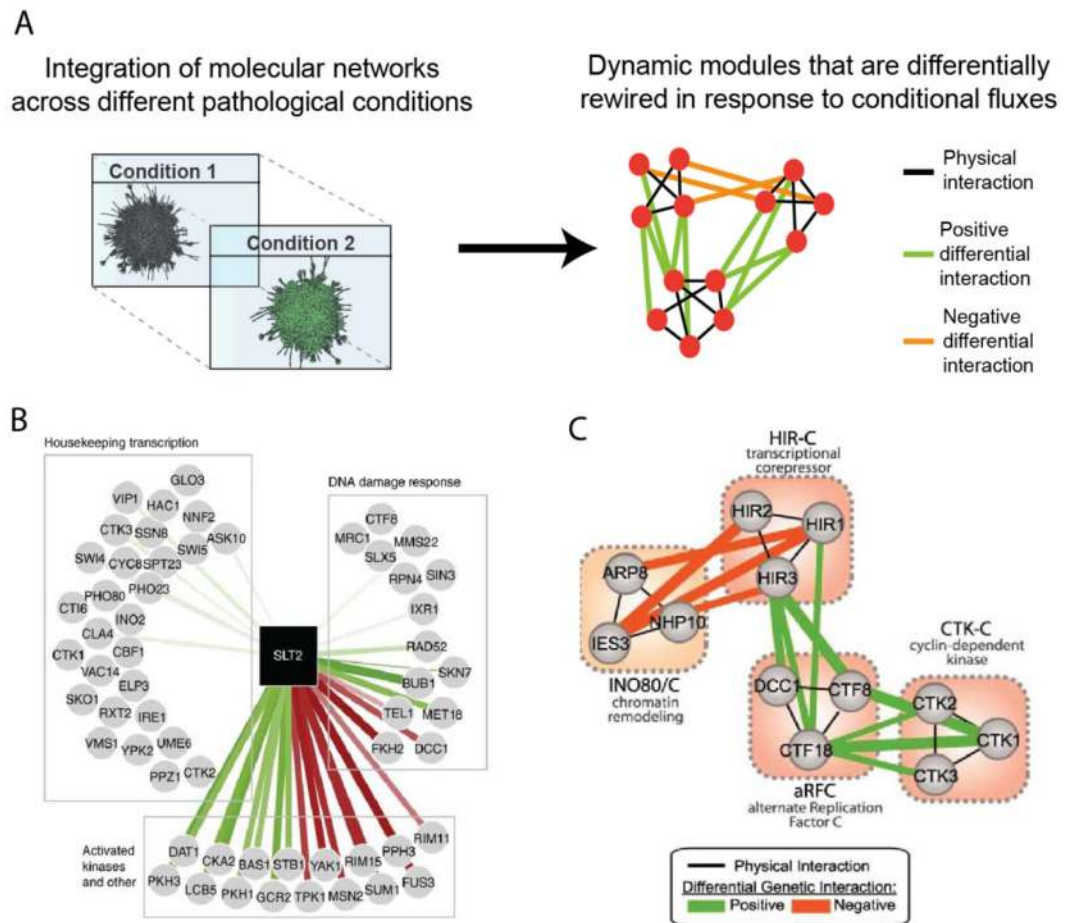 A
Integration of molecular networks
across different pathological conditions
Dynamic modules that are differentially
rewired in response to conditional fluxes
Condition 1
Condition 2
Physical
interaction
Positive
differential
interaction
Negative
differential
interaction
B
Housekeeping transcription
GLO3
VIP1
HAC1
NNF2
CTK3
SSN8
ASK10
SWI5
SWI4
CYC8
SPT23
PHO80
PHO23
CTI6
INO2
CLA4
CBF1
CTK1
VAC14
ELP3
SKO1
RXT2
IRE1
VMS1
YPK2
UME6
PPZ1
CTK2
SLT2
DNA damage response
CTF8
MRC1
MMS22
SLX5
RPN4
SIN3
IXR1
RAD52
SKN7
BUB1
TEL1
MET18
FKH2
DCC1
Activated
kinases
and other
DAT1
CKA2
BAS1
STB1
YAK1
RIM15
PPH3
RIM11
PKH3
LCB5
PKH1
GCR2
TPK1
MSN2
SUM1
FUS3
C
HIR-C
transcriptional
corepressor
HIR2
HIR1
HIR3
ARP8
NHP10
IES3
INO80/C
chromatin
remodeling
CTK-C
cyclin-dependent
kinase
DCC1
CTF8
CTF18
CTK2
CTK1
CTK3
aRFC
alternate Replication
Factor C
Physical Interaction
Differential Genetic Interaction:
Positive
Negative